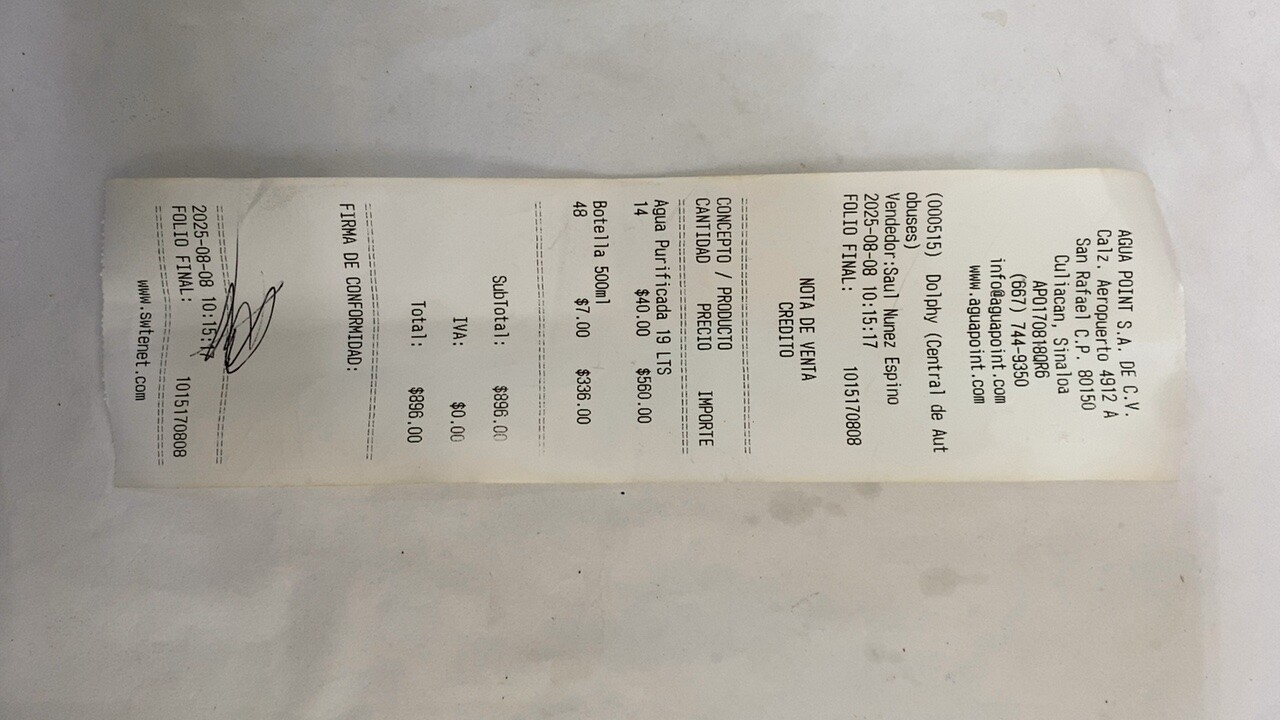 AGUA POINT S.A. DE C.V.
Calz. Aeropuerto 4912 A
San Rafael C.P. 80150
Culiacan, Sinaloa
APO170818QR6
(667) 744-9350
info@aguapoint.com
www.aguapoint.com
(000515) Dolphy (Central de Aut
obuses)
Vendedor:Saul Nunez Espino
2025-08-08 10:15:17
FOLIO FINAL: 1015170808
NOTA DE VENTA
CREDITO
CONCEPTO / PRODUCTO
CANTIDAD PRECIO IMPORTE
Agua Purificada 19 LTS
14 $40.00 $560.00
Botella 500ml
48 $7.00 $336.00
SubTotal: $896.00
IVA: $0.00
Total: $896.00
FIRMA DE CONFORMIDAD:
2025-08-08 10:15:17
FOLIO FINAL: 1015170808
www.swtenet.com